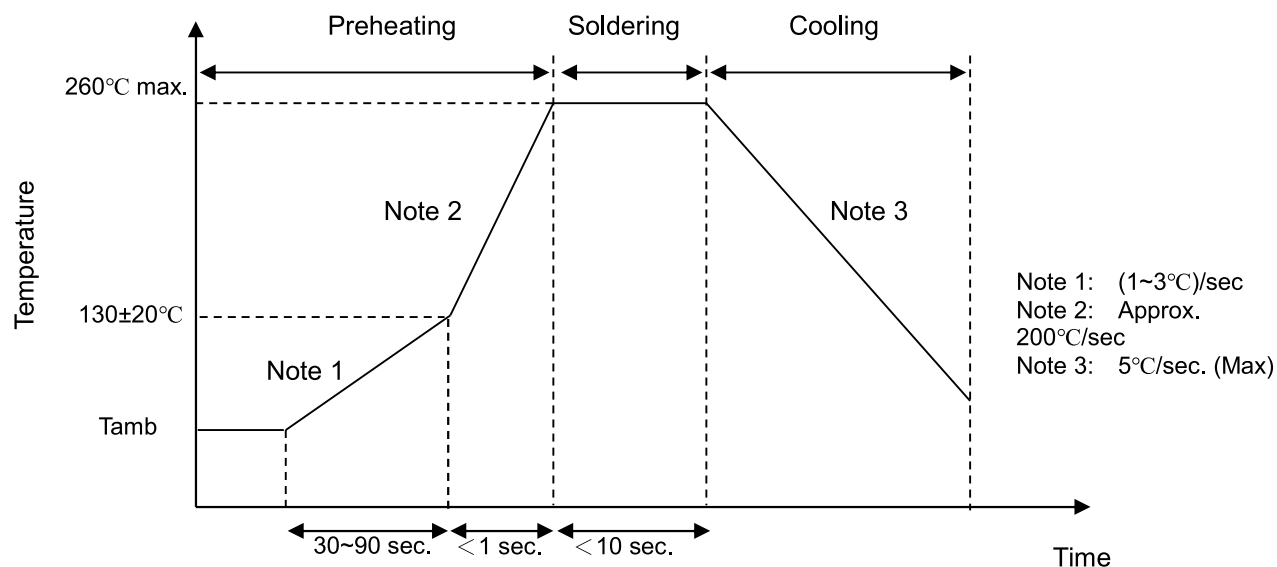 Preheating
Soldering
Cooling
260℃ max.
Note 2
Note 3
Temperature
130±20℃
Note 1
Tamb
Note 1: (1~3℃)/sec
Note 2: Approx.
200℃/sec
Note 3: 5℃/sec. (Max)
30~90 sec.
<1 sec.
<10 sec.
Time